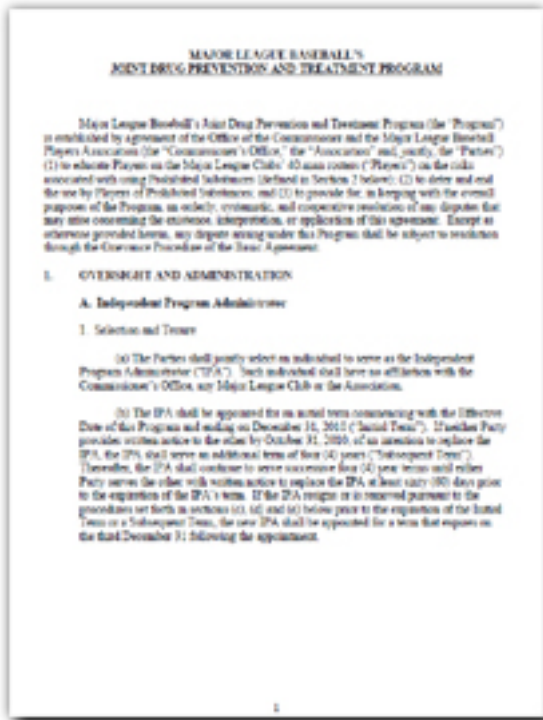 MAJOR LEAGUE BASEBALL'S
JOINT DRUG PREVENTION AND TREATMENT PROGRAM
Major League Baseball's Joint Drug Prevention and Treatment Program (the "Program")
is established by agreement of the Office of the Commissioner and the Major League Baseball
Players Association (the "Commissioner's Office," the "Association" and, jointly, the "Parties")
(1) to educate Players on the Major League Clubs' 40-man rosters ("Players") on the risks
associated with using Prohibited Substances (defined in Section 2 below); (2) to deter and end
the use by Players of Prohibited Substances; and (3) to provide for, in keeping with the overall
purposes of the Program, an orderly, systematic, and cooperative resolution of any disputes that
may arise concerning the existence, interpretation, or application of this agreement. Except as
otherwise provided herein, any dispute arising under this Program shall be subject to resolution
through the Grievance Procedure of the Basic Agreement.
1. OVERSIGHT AND ADMINISTRATION
A. Independent Program Administrator
1. Selection and Tenure
(a) The Parties shall jointly select an individual to serve as the Independent
Program Administrator ("IPA"). Such individual shall have no affiliation with the
Commissioner's Office, any Major League Club or the Association.
(b) The IPA shall be appointed for an initial term commencing with the Effective
Date of this Program and ending on December 31, ("Initial Term"). If neither Party
provides written notice to the other by October 31, of an intention to replace the
IPA, the IPA shall serve an additional term of four (4) years ("Subsequent Term").
Thereafter, the IPA shall continue to serve successive four (4) year terms until either
Party serves the other with written notice to replace the IPA at least sixty (60) days prior
to the expiration of the IPA's term. If the IPA resigns or is removed pursuant to the
procedures set forth in sections (c), (d) and (e) below prior to the expiration of the Initial
Term or a Subsequent Term, the new IPA shall be appointed for a term that expires on
the third December 31 following the appointment.
1